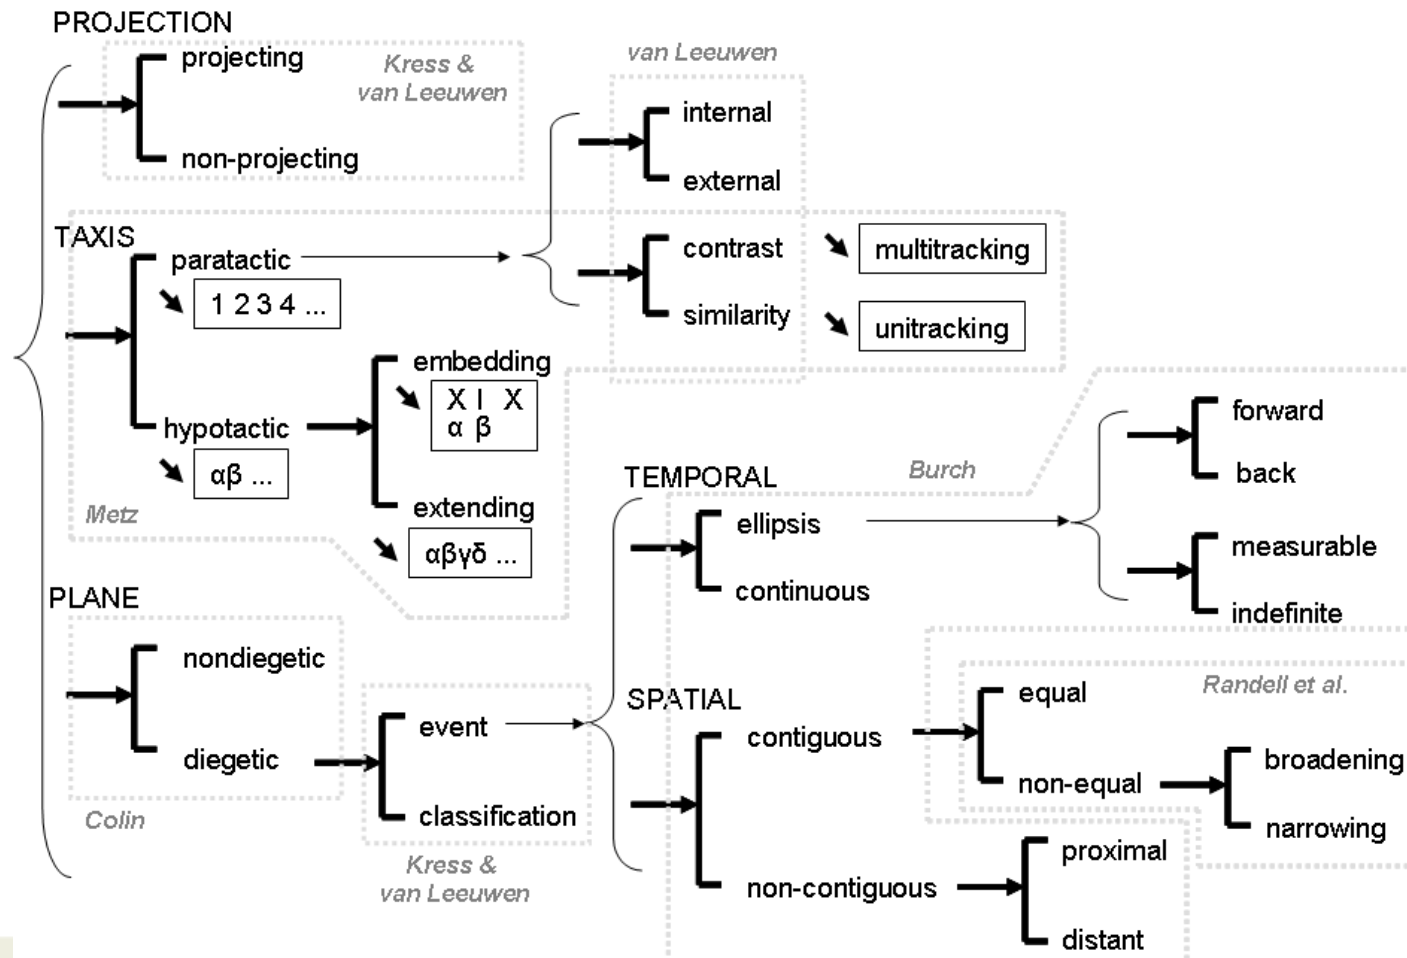 PROJECTION
projecting
Kress &
van Leeuwen
non-projecting
van Leeuwen
internal
external
TAXIS
paratactic
1 2 3 4 ...
contrast
multitracking
similarity
unitracking
embedding
X I X
α β
hypotactic
αβ ...
extending
αβγδ ...
Metz
TEMPORAL
Burch
ellipsis
continuous
forward
back
measurable
indefinite
PLANE
nondiegetic
diegetic
Colin
event
classification
Kress &
van Leeuwen
SPATIAL
contiguous
non-contiguous
Randell et al.
equal
non-equal
broadening
narrowing
proximal
distant